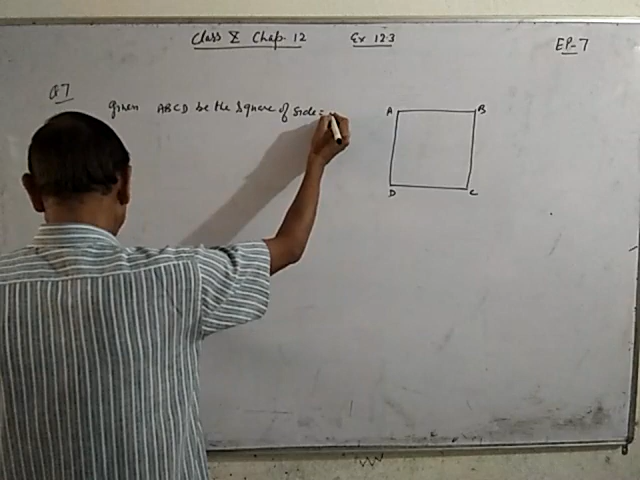 Class X Chap. 12 Ex 12.3
EP-7
Q7
Given ABCD be the square of side =
A B
D C